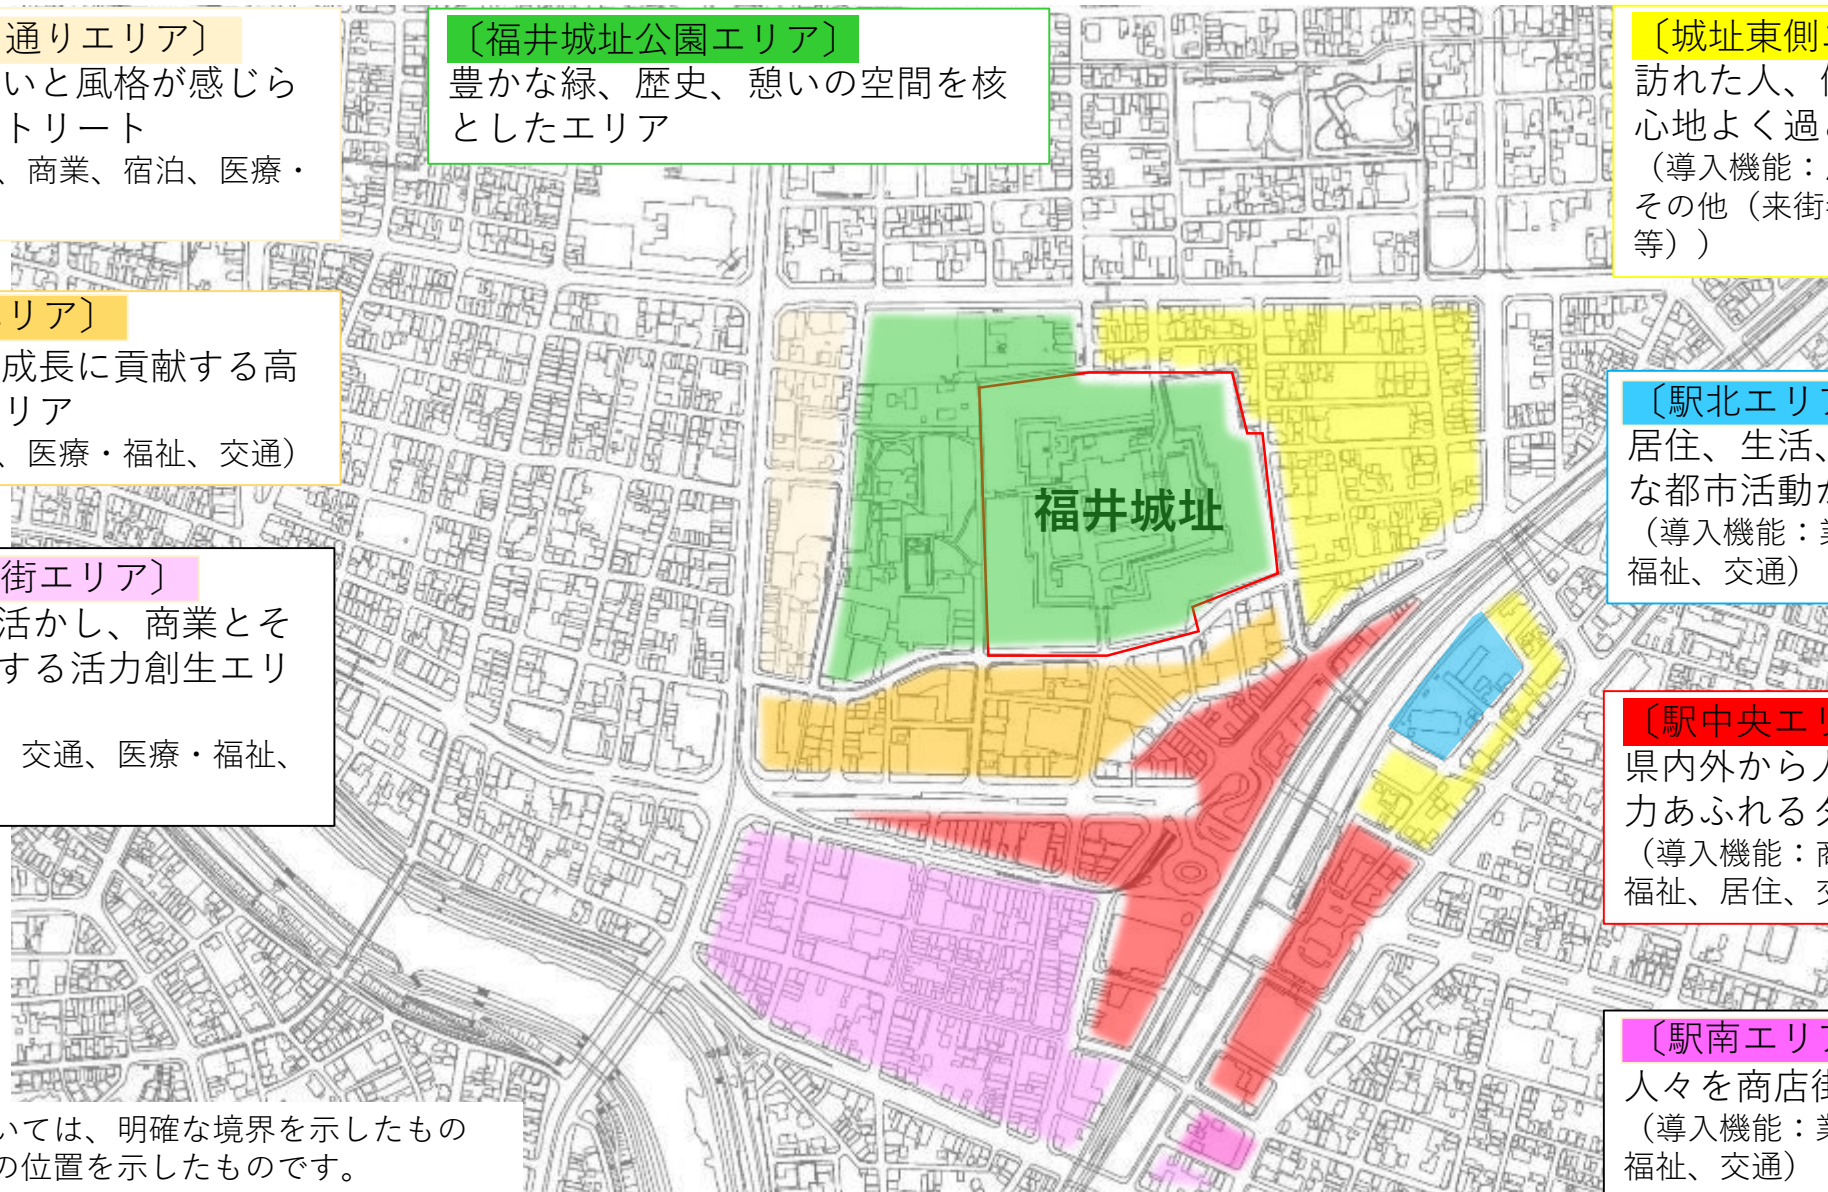 通りエリア〕
いと風格が感じら
トリート
、商業、宿泊、医療・
リア〕
成長に貢献する高
リア
、医療・福祉、交通）
街エリア〕
活かし、商業とそ
する活力創生エリ
交通、医療・福祉、
いては、明確な境界を示したもの
の位置を示したものです。
〔福井城址公園エリア〕
豊かな緑、歴史、憩いの空間を核
としたエリア
福井城址
〔城址東側
訪れた人、
心地よく過
（導入機能：
その他（来街
等））
〔駅北エリ
居住、生活、
な都市活動
（導入機能：
福祉、交通）
〔駅中央エ
県内外から
力あふれる
（導入機能：
福祉、居住、
〔駅南エリ
人々を商店街
（導入機能：
福祉、交通）